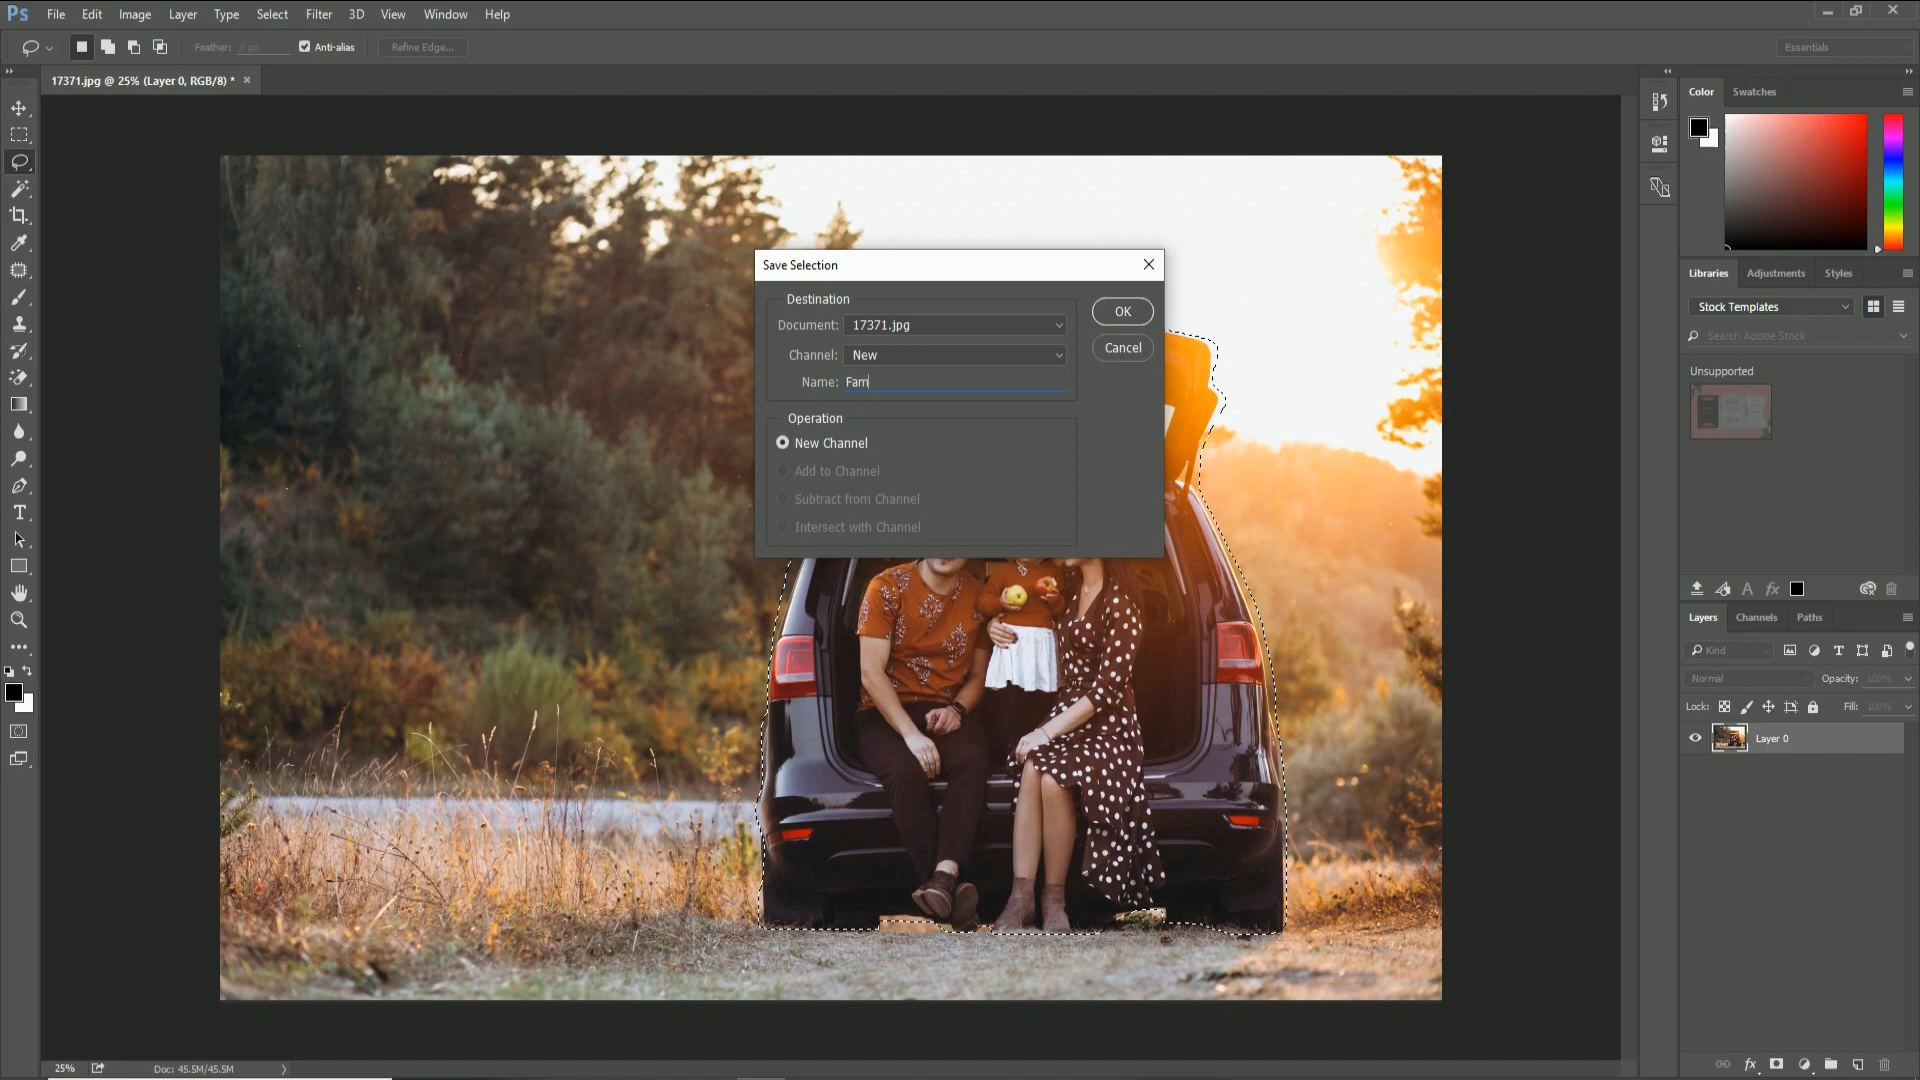 Ps File Edit Image Layer Type Select Filter 3D View Window Help
Feather: 0 px Anti-alias Refine Edge... Essentials
17371.jpg @ 25% (Layer 0, RGB/8) * ×
Color Swatches
Save Selection
Destination
Document: 17371.jpg
Channel: New
Name: Fam
OK
Cancel
Operation
New Channel
Add to Channel
Subtract from Channel
Intersect with Channel
Libraries Adjustments Styles
Stock Templates
Search Adobe Stock
Unsupported
Layers Channels Paths
Kind
Normal Opacity: 100%
Lock: Fill: 100%
Layer 0
25% Doc: 45.5M/45.5M